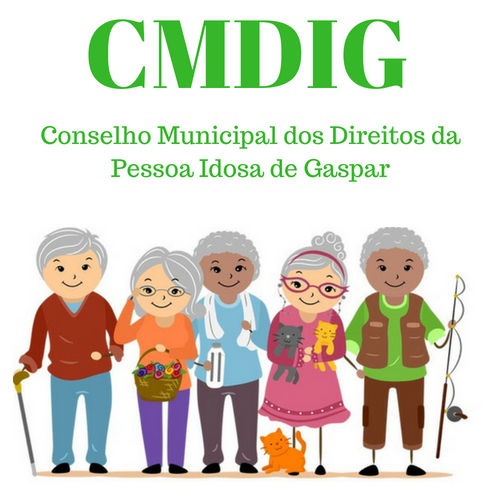 CMDIG
Conselho Municipal dos Direitos da
Pessoa Idosa de Gaspar